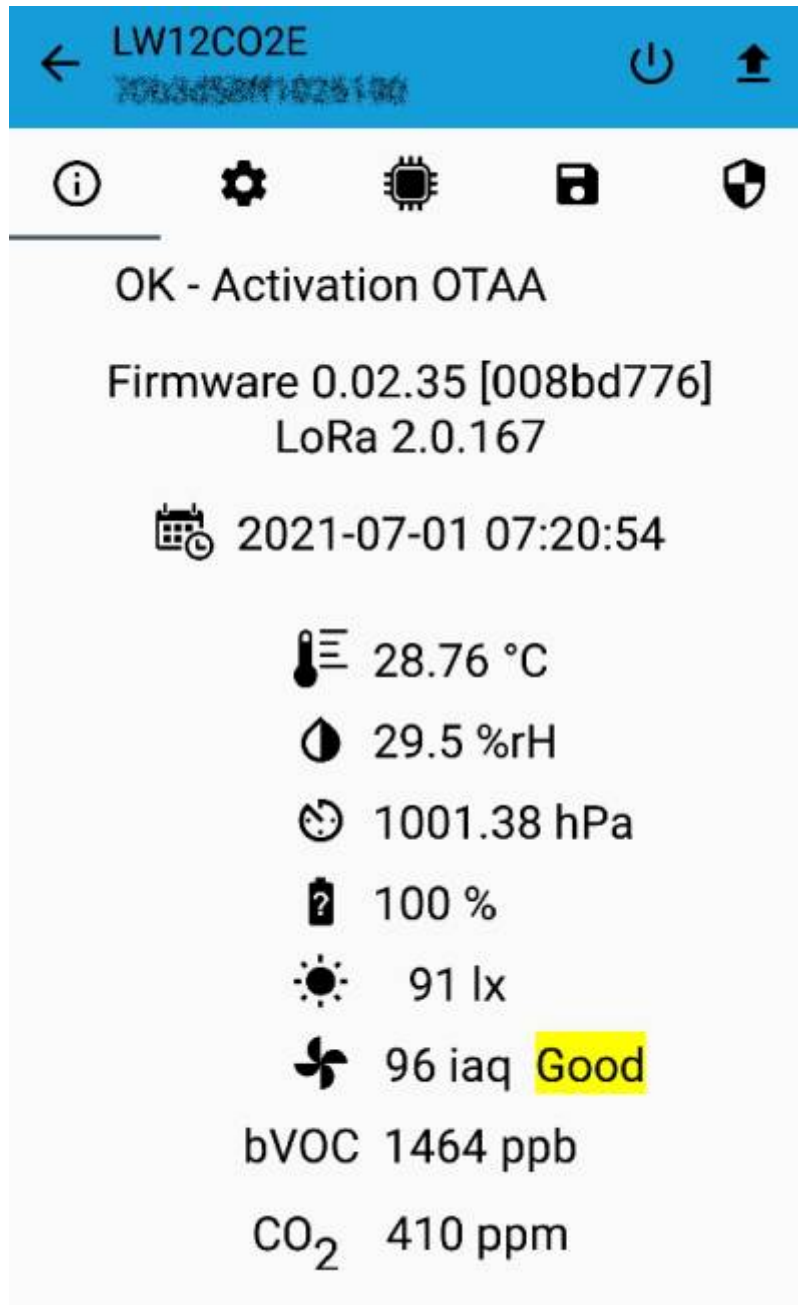 LW12CO2E
OK - Activation OTAA
Firmware 0.02.35 [008bd776]
LoRa 2.0.167
2021-07-01 07:20:54
28.76 °C
29.5 %rH
1001.38 hPa
100 %
91 lx
96 iaq Good
bVOC 1464 ppb
CO₂ 410 ppm